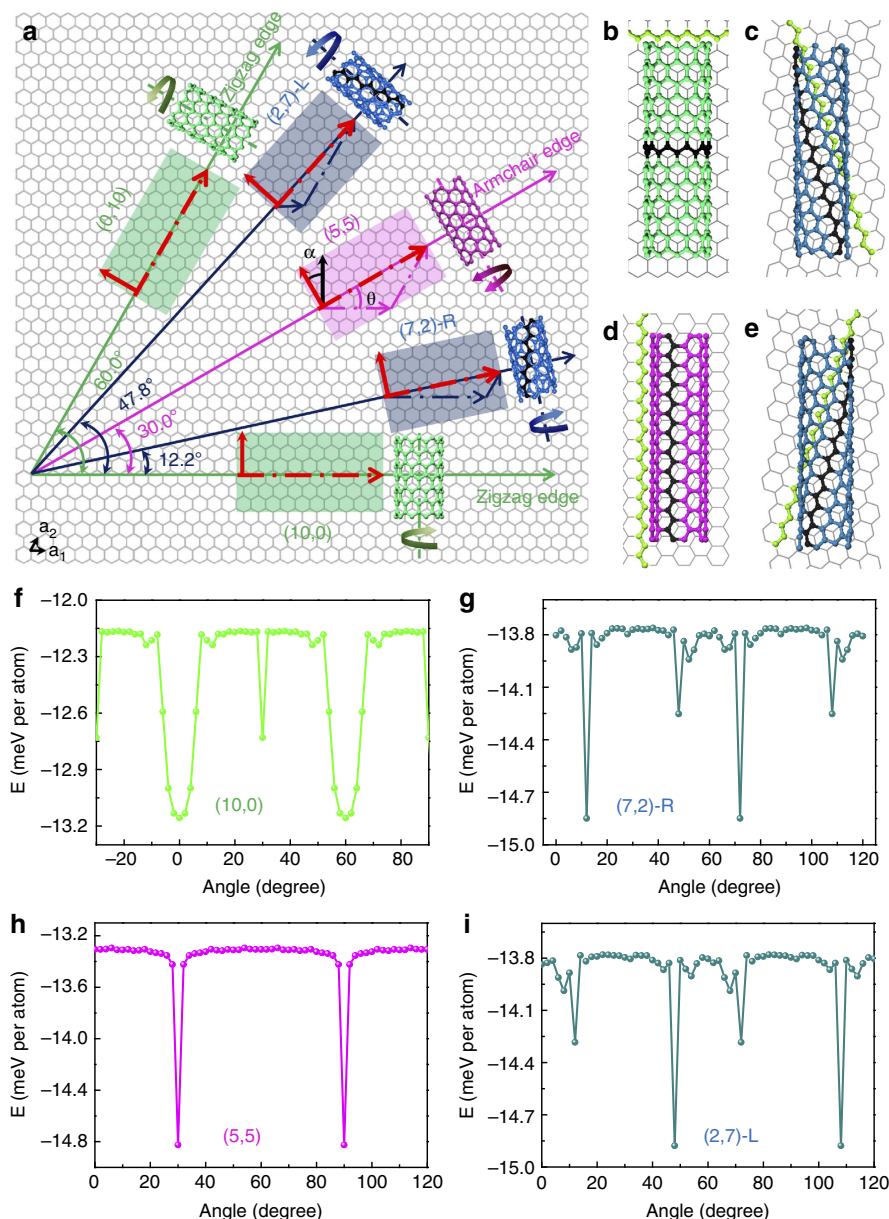 a
b
c
Zigzag edge
(2,7)-L
(0,10)
Armchair edge
(5,5)
α
θ
d
e
(7,2)-R
60.0°
47.8°
30.0°
12.2°
Zigzag edge
(10,0)
a2
a1
f
−12.0
−12.3
−12.6
−12.9
−13.2
E (meV per atom)
(10,0)
−20 0 20 40 60 80
Angle (degree)
g
−13.8
−14.1
−14.4
−14.7
−15.0
E (meV per atom)
(7,2)-R
0 20 40 60 80 100 120
Angle (degree)
h
−13.2
−13.6
−14.0
−14.4
−14.8
E (meV per atom)
(5,5)
0 20 40 60 80 100 120
Angle (degree)
i
−13.8
−14.1
−14.4
−14.7
−15.0
E (meV per atom)
(2,7)-L
0 20 40 60 80 100 120
Angle (degree)